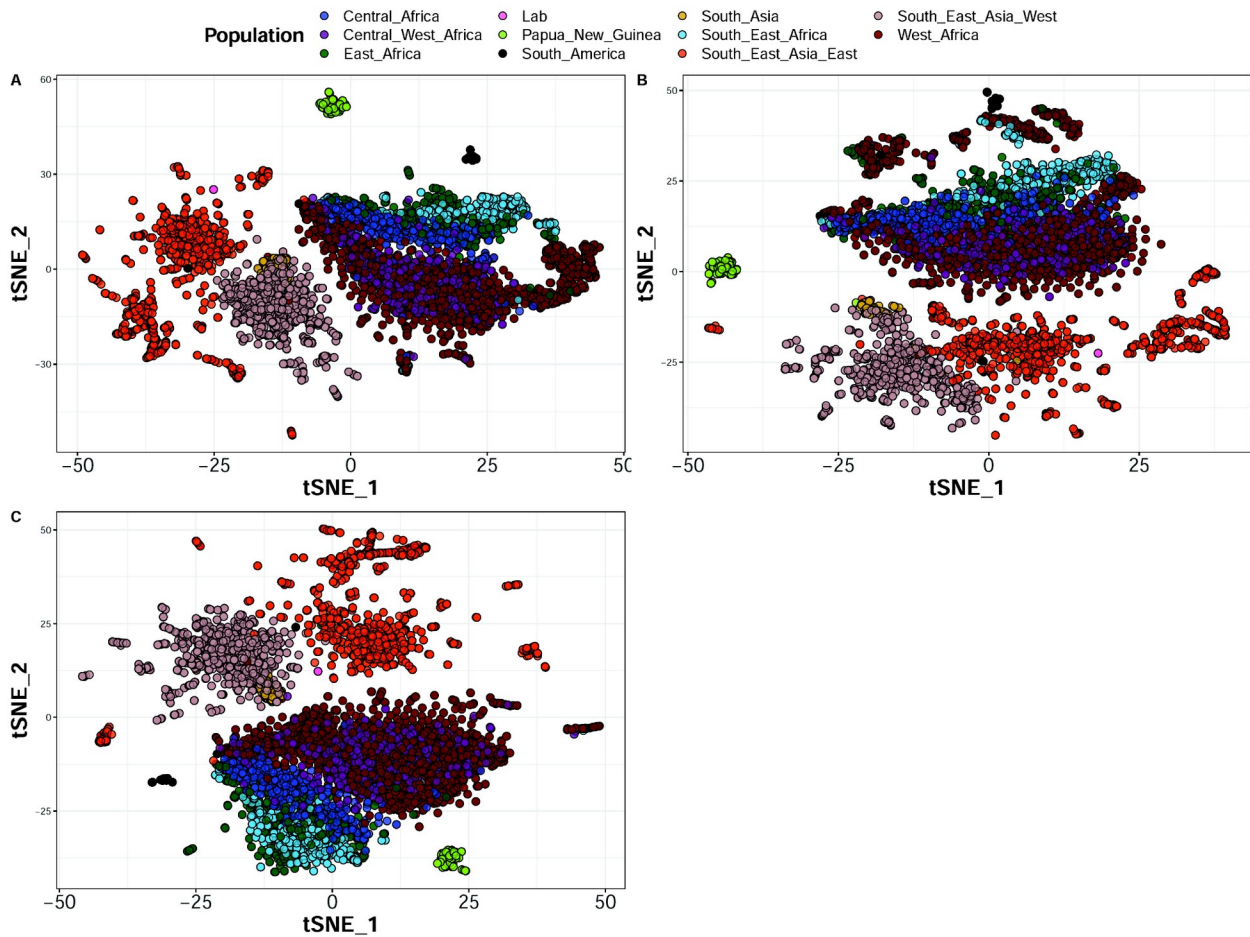 Population
Central_Africa
Central_West_Africa
East_Africa
Lab
Papua_New_Guinea
South_America
South_Asia
South_East_Africa
South_East_Asia_East
South_East_Asia_West
West_Africa
A
60
30
0
−30
tSNE_2
−50
−25
0
25
50
tSNE_1
B
50
25
0
−25
tSNE_2
−50
−25
0
25
tSNE_1
C
50
25
0
−25
tSNE_2
−50
−25
0
25
50
tSNE_1